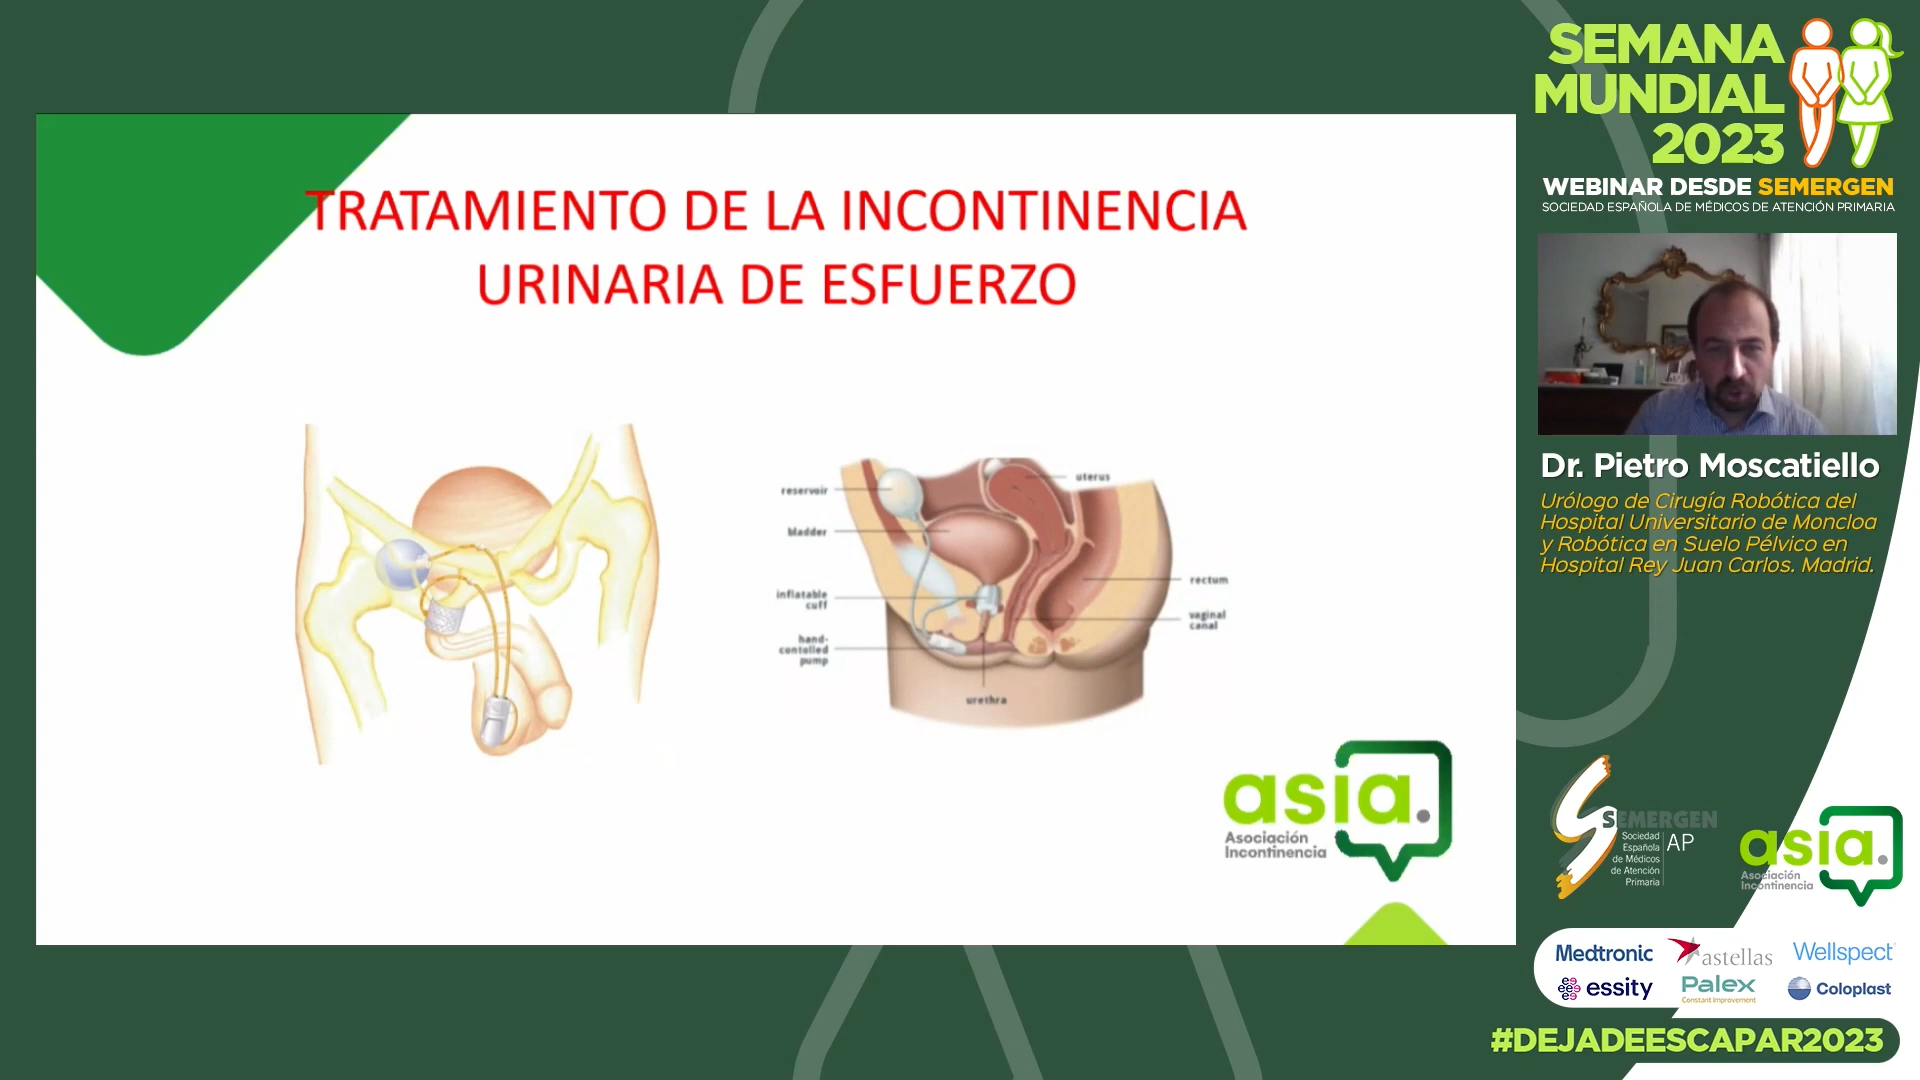 TRATAMIENTO DE LA INCONTINENCIA
URINARIA DE ESFUERZO
reservoir
bladder
inflatable
cuff
hand-
contolled
pump
uterus
rectum
vaginal
canal
urethra
asia.
Asociación
Incontinencia
SEMANA
MUNDIAL
2023
WEBINAR DESDE SEMERGEN
SOCIEDAD ESPAÑOLA DE MÉDICOS DE ATENCIÓN PRIMARIA
Dr. Pietro Moscatiello
Urólogo de Cirugía Robótica del
Hospital Universitario de Moncloa
y Robótica en Suelo Pélvico en
Hospital Rey Juan Carlos. Madrid.
SEMERGEN
Sociedad
Española
de Médicos
de Atención
Primaria
AP
asia.
Asociación
Incontinencia
Medtronic
astellas
Wellspect
essity
Palex
Constant Improvement
Coloplast
#DEJADEESCAPAR2023